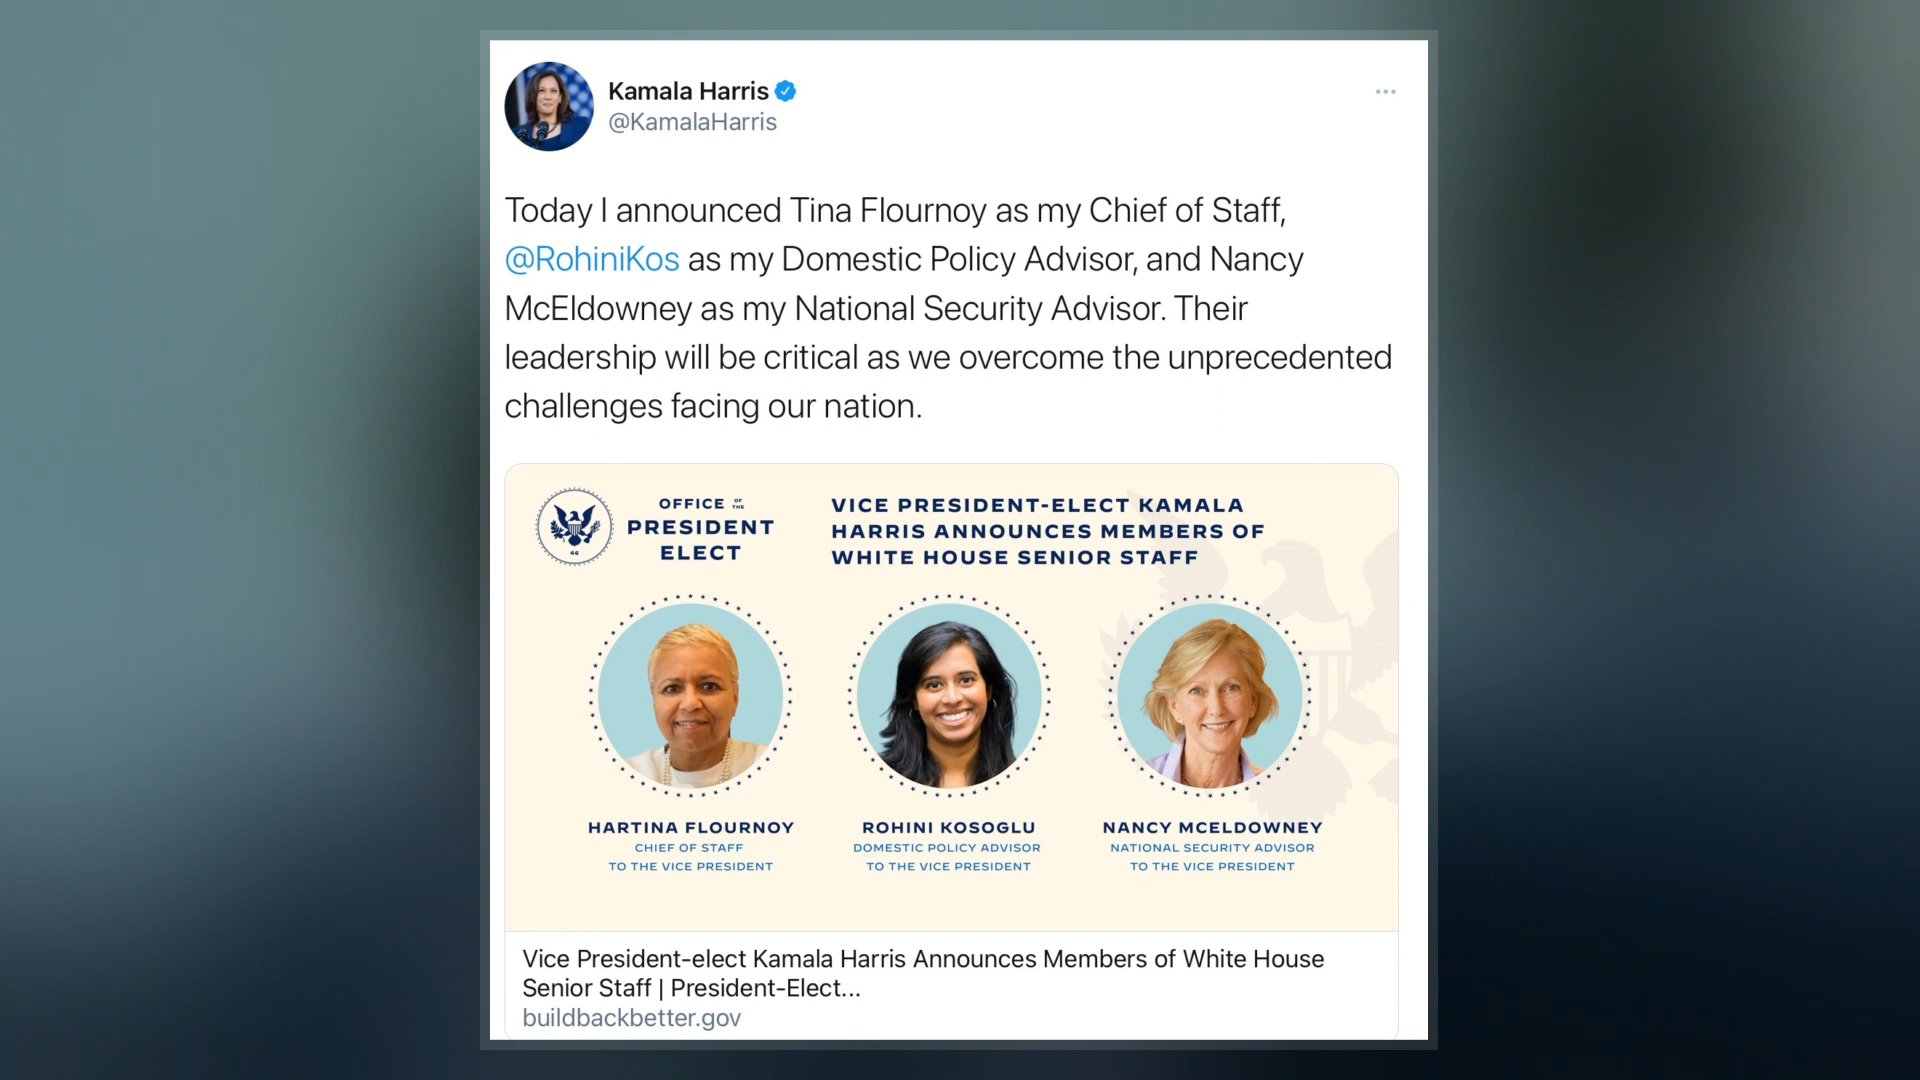 Kamala Harris
@KamalaHarris
Today I announced Tina Flournoy as my Chief of Staff,
@RohiniKos as my Domestic Policy Advisor, and Nancy
McEldowney as my National Security Advisor. Their
leadership will be critical as we overcome the unprecedented
challenges facing our nation.
OFFICE OF THE
PRESIDENT
ELECT
46
VICE PRESIDENT-ELECT KAMALA
HARRIS ANNOUNCES MEMBERS OF
WHITE HOUSE SENIOR STAFF
HARTINA FLOURNOY
CHIEF OF STAFF
TO THE VICE PRESIDENT
ROHINI KOSOGLU
DOMESTIC POLICY ADVISOR
TO THE VICE PRESIDENT
NANCY MCELDOWNEY
NATIONAL SECURITY ADVISOR
TO THE VICE PRESIDENT
Vice President-elect Kamala Harris Announces Members of White House
Senior Staff | President-Elect...
buildbackbetter.gov